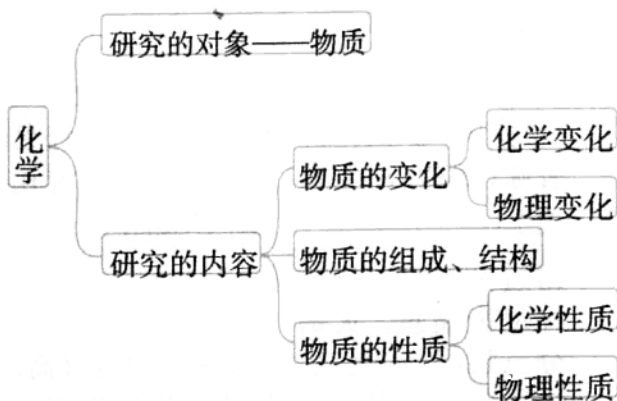 化学
研究的对象——物质
研究的内容
物质的变化
化学变化
物理变化
物质的组成、结构
物质的性质
化学性质
物理性质